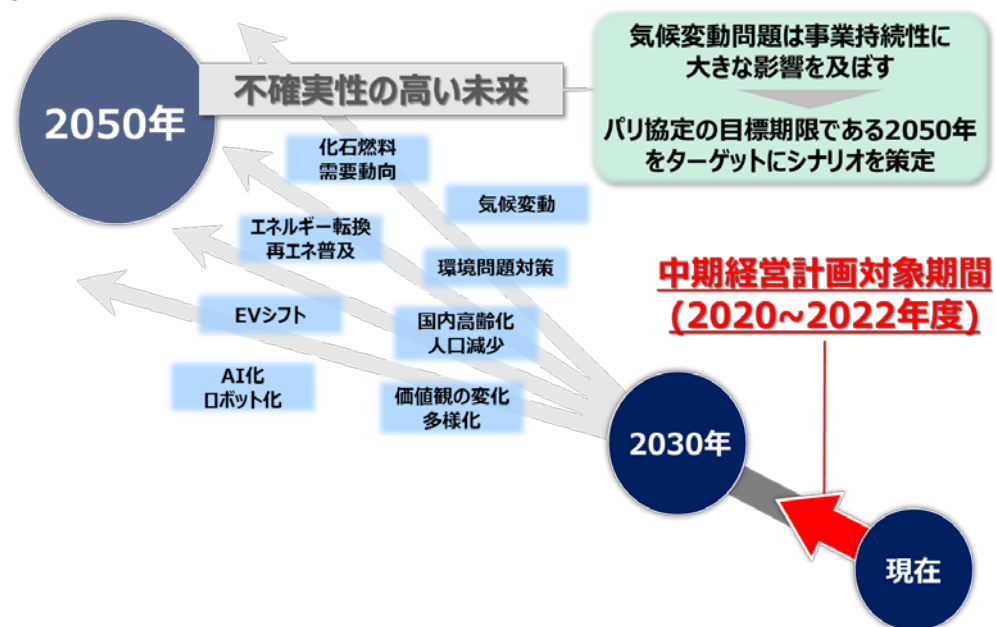 気候変動問題は事業持続性に
大きな影響を及ぼす
パリ協定の目標期限である2050年
をターゲットにシナリオを策定
不確実性の高い未来
2050年
化石燃料
需要動向
気候変動
エネルギー転換
再エネ普及
環境問題対策
中期経営計画対象期間
(2020~2022年度)
EVシフト
国内高齢化
人口減少
AI化
ロボット化
価値観の変化
多様化
2030年
現在